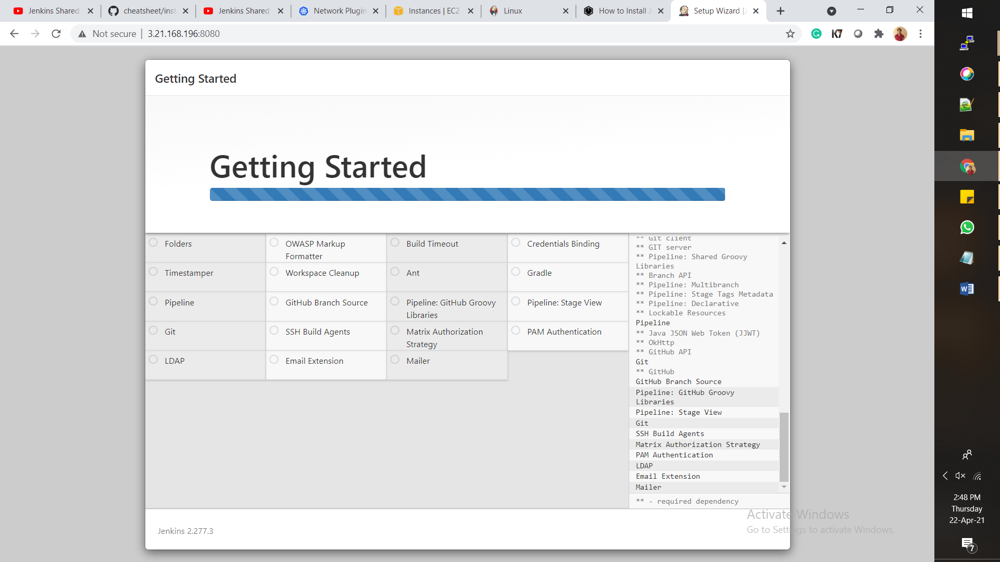 Jenkins Shared
cheatsheet/inst
Jenkins Shared
Network Plugin
Instances | EC2
Linux
How to Install J
Setup Wizard [J
Not secure
3.21.168.196:8080
Getting Started
Getting Started
Folders
OWASP Markup
Formatter
Build Timeout
Credentials Binding
Timestamper
Workspace Cleanup
Ant
Gradle
Pipeline
GitHub Branch Source
Pipeline: GitHub Groovy
Libraries
Pipeline: Stage View
Git
SSH Build Agents
Matrix Authorization
Strategy
PAM Authentication
LDAP
Email Extension
Mailer
** Git client
** GIT server
** Pipeline: Shared Groovy
Libraries
** Branch API
** Pipeline: Multibranch
** Pipeline: Stage Tags Metadata
** Pipeline: Declarative
** Lockable Resources
Pipeline
** Java JSON Web Token (JJWT)
** OkHttp
** GitHub API
Git
** GitHub
GitHub Branch Source
Pipeline: GitHub Groovy
Libraries
Pipeline: Stage View
Git
SSH Build Agents
Matrix Authorization Strategy
PAM Authentication
LDAP
Email Extension
Mailer
** - required dependency
Jenkins 2.277.3
Activate Windows
Go to Settings to activate Windows.
2:48 PM
Thursday
22-Apr-21
7